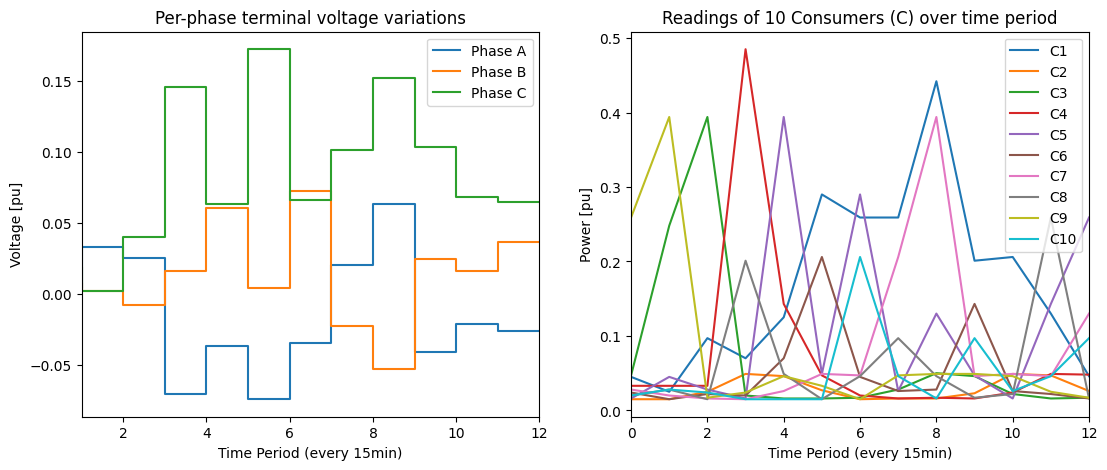 Per-phase terminal voltage variations
Voltage [pu]
0.15
0.10
0.05
0.00
−0.05
2 4 6 8 10 12
Time Period (every 15min)
Phase A
Phase B
Phase C
Readings of 10 Consumers (C) over time period
Power [pu]
0.5
0.4
0.3
0.2
0.1
0.0
0 2 4 6 8 10 12
Time Period (every 15min)
C1
C2
C3
C4
C5
C6
C7
C8
C9
C10